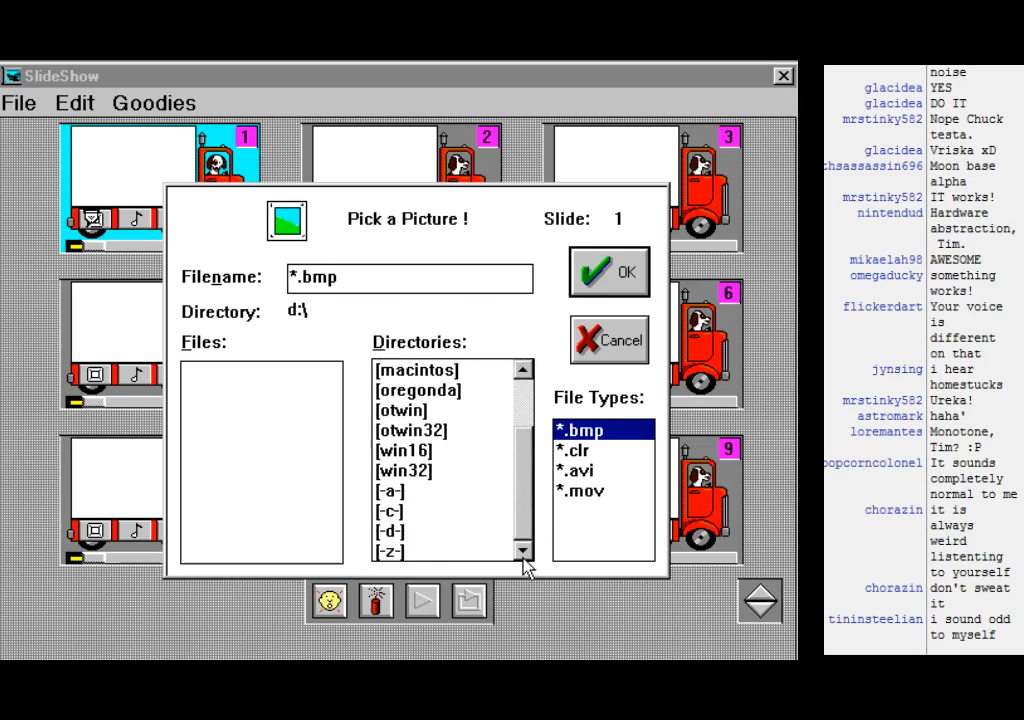 SlideShow
File Edit Goodies
1
2
3
Pick a Picture !
Slide: 1
Filename: *.bmp
OK
Directory: d:\
Cancel
Files:
Directories:
[macintos]
[oregonda]
[otwin]
[otwin32]
[win16]
[win32]
[-a-]
[-c-]
[-d-]
[-z-]
File Types:
*.bmp
*.clr
*.avi
*.mov
6
9
noise
glacidea YES
glacidea DO IT
mrstinky582 Nope Chuck
testa.
glacidea Vriska xD
chsassassin696 Moon base
alpha
mrstinky582 IT works!
nintendud Hardware
abstraction,
Tim.
mikaelah98 AWESOME
omegaducky something
works!
flickerdart Your voice
is
different
on that
jynsing i hear
homestucks
mrstinky582 Ureka!
astromark haha'
loremantes Monotone,
Tim? :P
popcorncolonel It sounds
completely
normal to me
chorazin it is
always
weird
listenting
to yourself
chorazin don't sweat
it
tininsteelian i sound odd
to myself